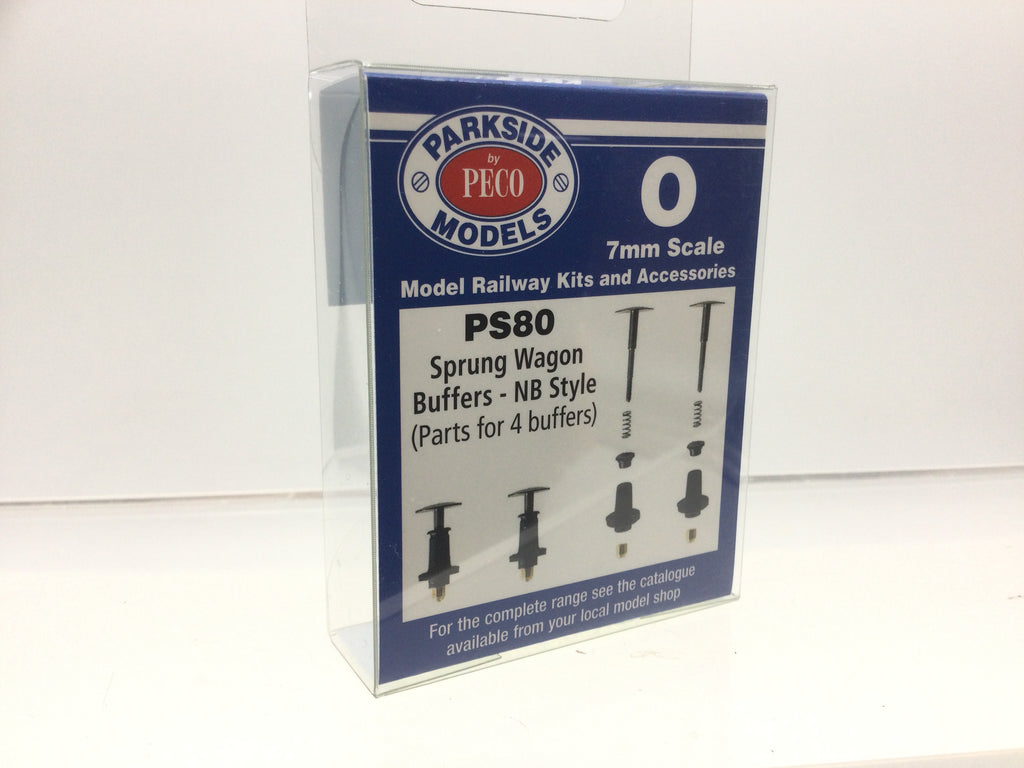 PARKSIDE
by
PECO
MODELS
O
7mm Scale
Model Railway Kits and Accessories
PS80
Sprung Wagon
Buffers - NB Style
(Parts for 4 buffers)
For the complete range see the catalogue
available from your local model shop